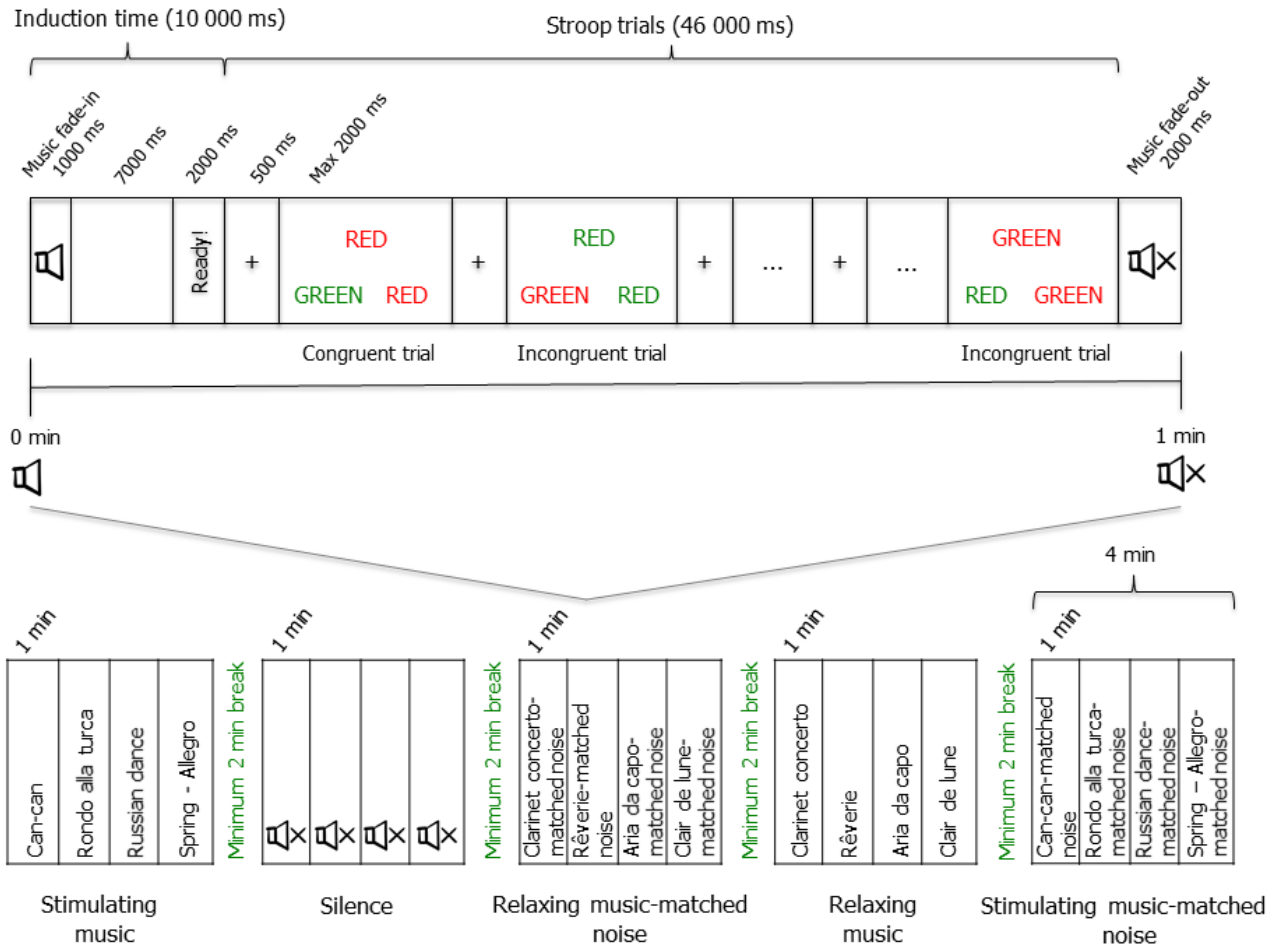 Induction time (10 000 ms)
Stroop trials (46 000 ms)
Music fade-in
1000 ms
7000 ms
2000 ms
500 ms
Max 2000 ms
Music fade-out
2000 ms
Ready!
+
RED
GREEN RED
+
RED
GREEN RED
+
...
+
...
GREEN
RED GREEN
Congruent trial
Incongruent trial
Incongruent trial
0 min
1 min
4 min
1 min
Can-can
Rondo alla turca
Russian dance
Spring - Allegro
Minimum 2 min break
1 min
Minimum 2 min break
1 min
Clarinet concerto-
matched noise
Rêverie-matched
noise
Aria da capo-
matched noise
Clair de lune-
matched noise
Minimum 2 min break
1 min
Clarinet concerto
Rêverie
Aria da capo
Clair de lune
Minimum 2 min break
1 min
Can-can-matched
noise
Rondo alla turca-
matched noise
Russian dance-
matched noise
Spring – Allegro-
matched noise
Stimulating
music
Silence
Relaxing music-matched
noise
Relaxing
music
Stimulating music-matched
noise